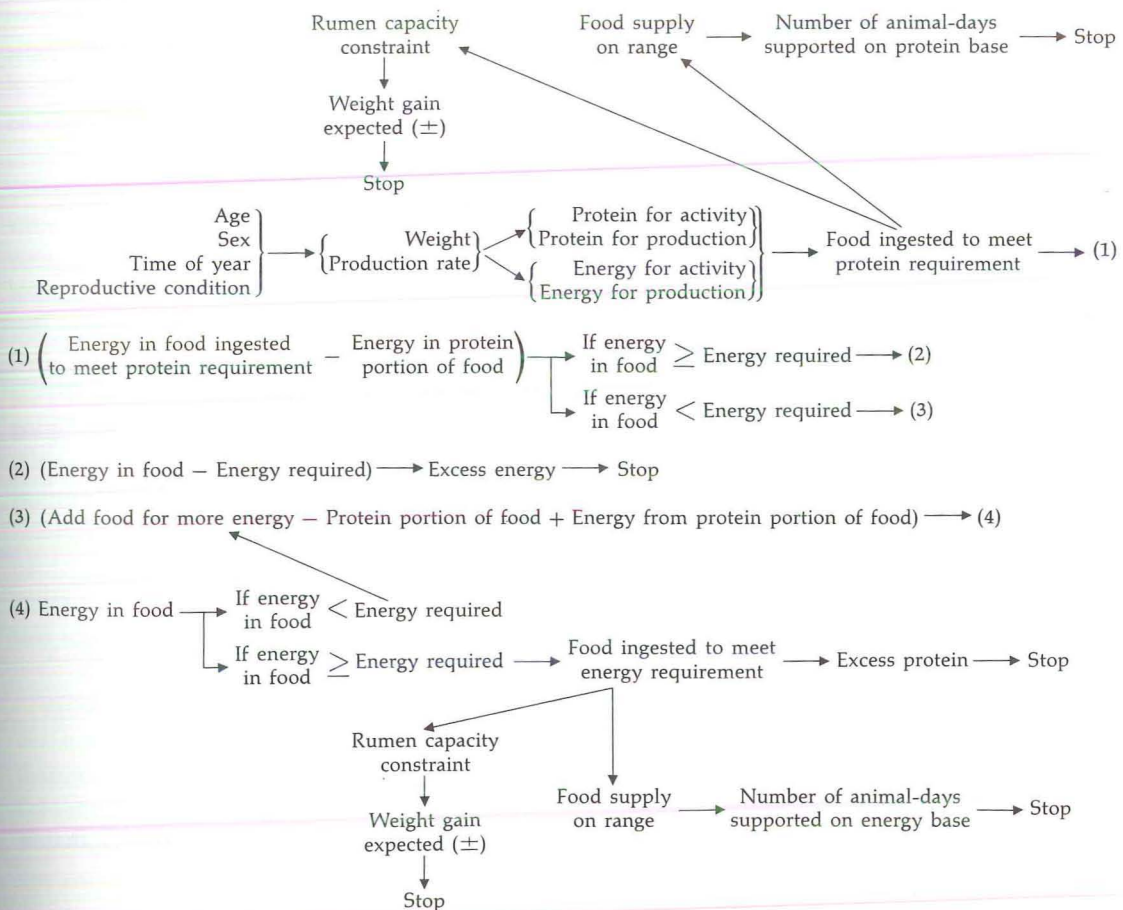 Rumen capacity
constraint
Weight gain
expected (±)
Stop
Food supply
on range
Number of animal-days
supported on protein base
Stop
Age
Sex
Time of year
Reproductive condition
Weight
Production rate
Protein for activity
Protein for production
Energy for activity
Energy for production
Food ingested to meet
protein requirement
(1)
(1)
Energy in food ingested
to meet protein requirement
−
Energy in protein
portion of food
If energy
in food
≥ Energy required
(2)
If energy
in food
< Energy required
(3)
(2) (Energy in food − Energy required) Excess energy Stop
(3) (Add food for more energy − Protein portion of food + Energy from protein portion of food) (4)
(4) Energy in food
If energy
in food
< Energy required
If energy
in food
≥ Energy required
Food ingested to meet
energy requirement
Excess protein
Stop
Rumen capacity
constraint
Weight gain
expected (±)
Stop
Food supply
on range
Number of animal-days
supported on energy base
Stop